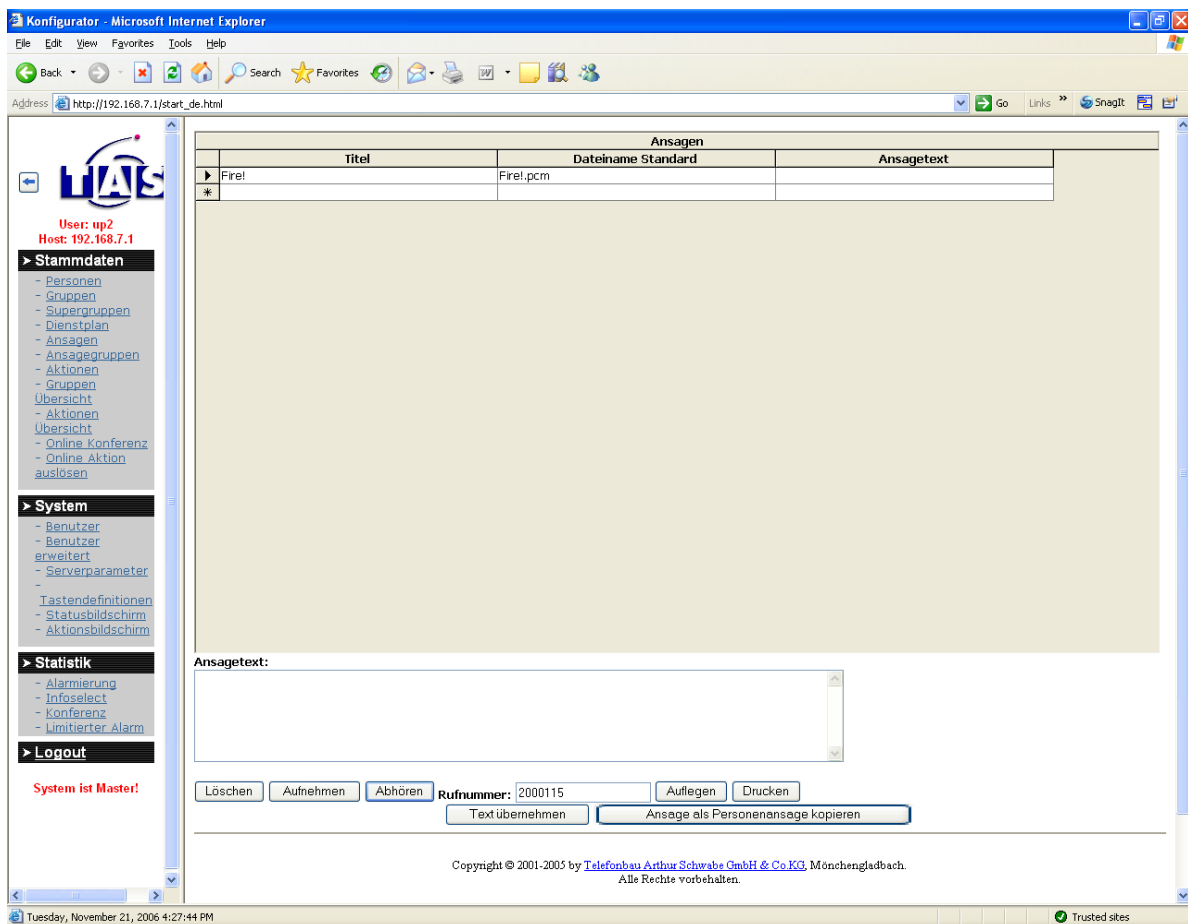 Konfigurator - Microsoft Internet Explorer
File Edit View Favorites Tools Help
Back Search Favorites
Address http://192.168.7.1/start_de.html Go Links » SnagIt
TAS
User: up2
Host: 192.168.7.1
➤ Stammdaten
- Personen
- Gruppen
- Supergruppen
- Dienstplan
- Ansagen
- Ansagegruppen
- Aktionen
- Gruppen
Übersicht
- Aktionen
Übersicht
- Online Konferenz
- Online Aktion
auslösen
➤ System
- Benutzer
- Benutzer
erweitert
- Serverparameter
-
Tastendefinitionen
- Statusbildschirm
- Aktionsbildschirm
➤ Statistik
- Alarmierung
- Infoselect
- Konferenz
- Limitierter Alarm
➤ Logout
System ist Master!
Ansagen
Titel Dateiname Standard Ansagetext
Fire! Fire!.pcm
*
Ansagetext:
Löschen Aufnehmen Abhören Rufnummer: 2000115 Auflegen Drucken
Text übernehmen Ansage als Personenansage kopieren
Copyright © 2001-2005 by Telefonbau Arthur Schwabe GmbH & Co.KG, Mönchengladbach.
Alle Rechte vorbehalten.
Tuesday, November 21, 2006 4:27:44 PM Trusted sites